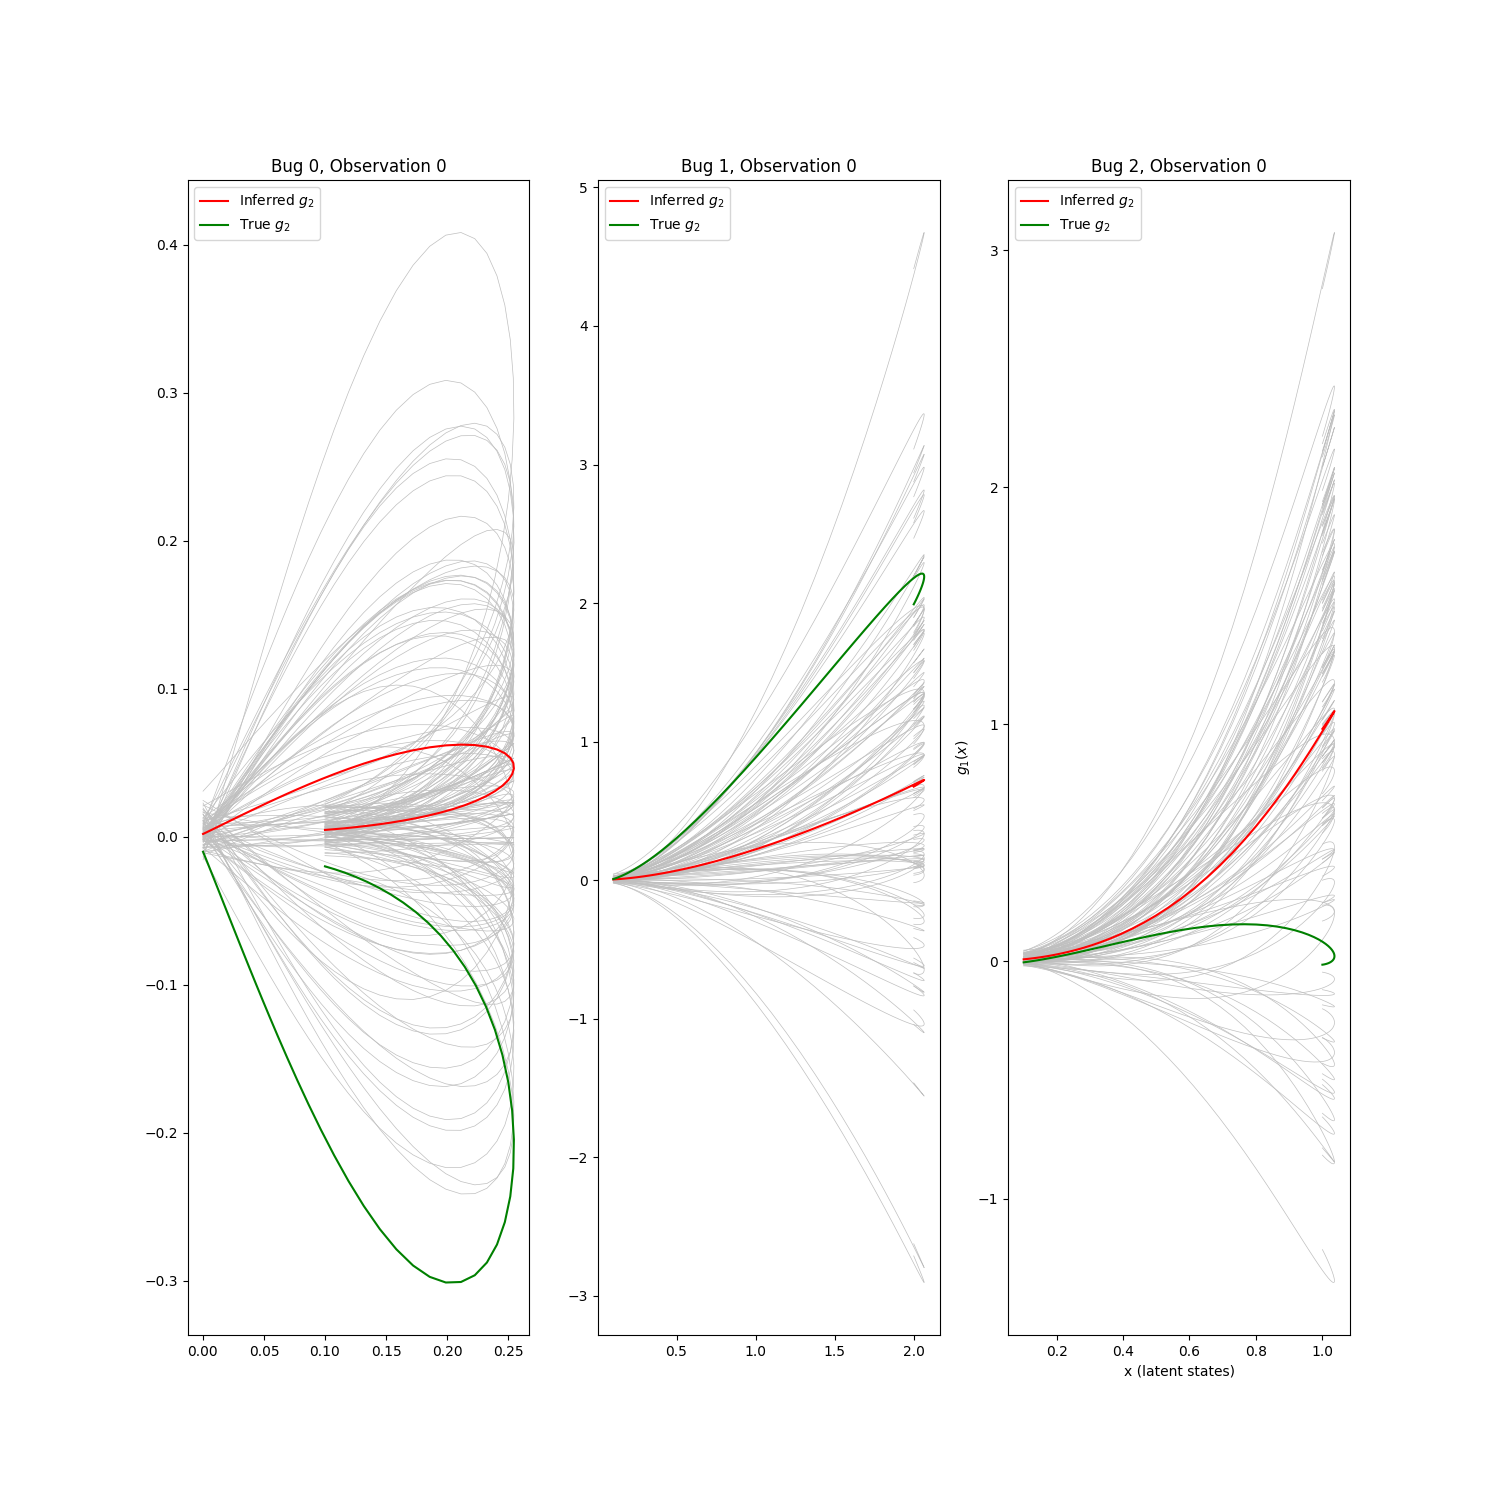 Bug 0, Observation 0
Inferred g₂
True g₂
0.4
0.3
0.2
0.1
0.0
−0.1
−0.2
−0.3
0.00 0.05 0.10 0.15 0.20 0.25
Bug 1, Observation 0
Inferred g₂
True g₂
5
4
3
2
1
0
−1
−2
−3
0.5 1.0 1.5 2.0
Bug 2, Observation 0
Inferred g₂
True g₂
g₁(x)
3
2
1
0
−1
0.2 0.4 0.6 0.8 1.0
x (latent states)